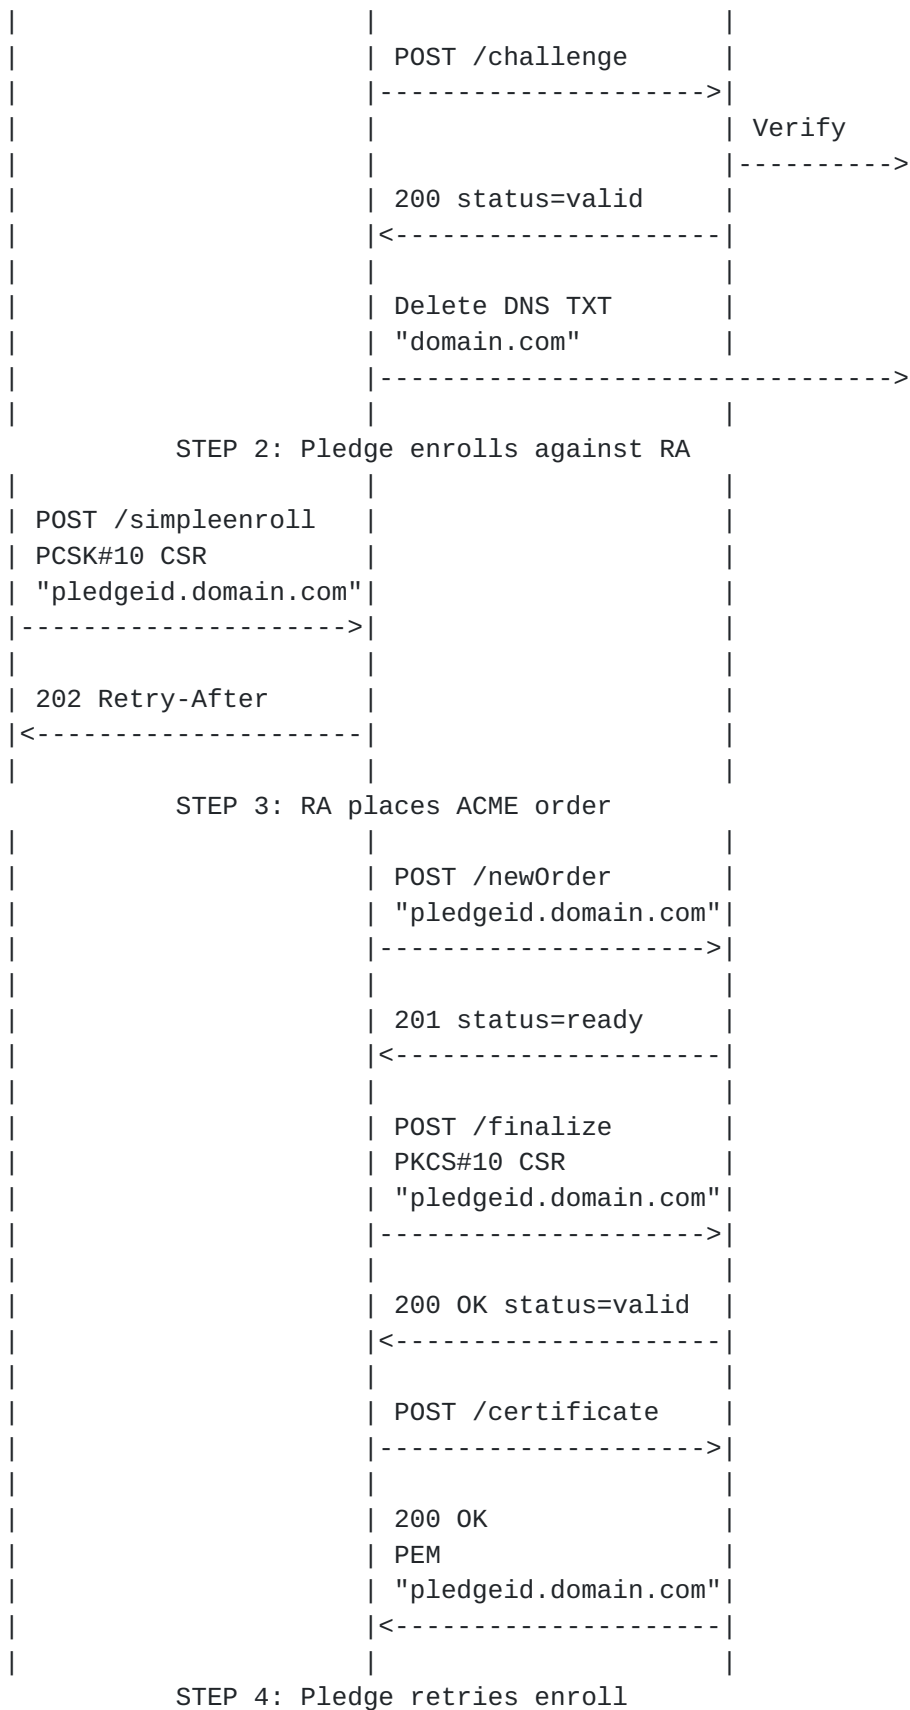 POST /challenge
Verify
200 status=valid
Delete DNS TXT
"domain.com"
STEP 2: Pledge enrolls against RA
POST /simpleenroll
PCSK#10 CSR
"pledgeid.domain.com"
202 Retry-After
STEP 3: RA places ACME order
POST /newOrder
"pledgeid.domain.com"
201 status=ready
POST /finalize
PKCS#10 CSR
"pledgeid.domain.com"
200 OK status=valid
POST /certificate
200 OK
PEM
"pledgeid.domain.com"
STEP 4: Pledge retries enroll